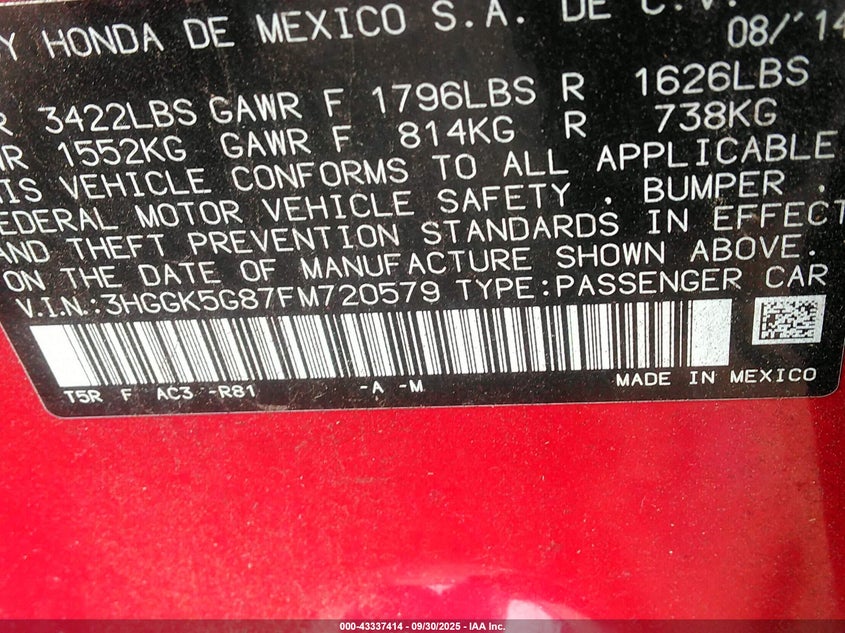 Y HONDA DE MEXICO S.A. DE C.V.
08/'14
R 3422LBS GAWR F 1796LBS R 1626LBS
R 1552KG GAWR F 814KG R 738KG
IS VEHICLE CONFORMS TO ALL APPLICABLE
EDERAL MOTOR VEHICLE SAFETY , BUMPER ,
AND THEFT PREVENTION STANDARDS IN EFFECT
ON THE DATE OF MANUFACTURE SHOWN ABOVE.
V.I.N.:3HGGK5G87FM720579 TYPE:PASSENGER CAR
T5R F AC3 -R81 -A -M
MADE IN MEXICO
000-43337414 - 09/30/2025 - IAA Inc.